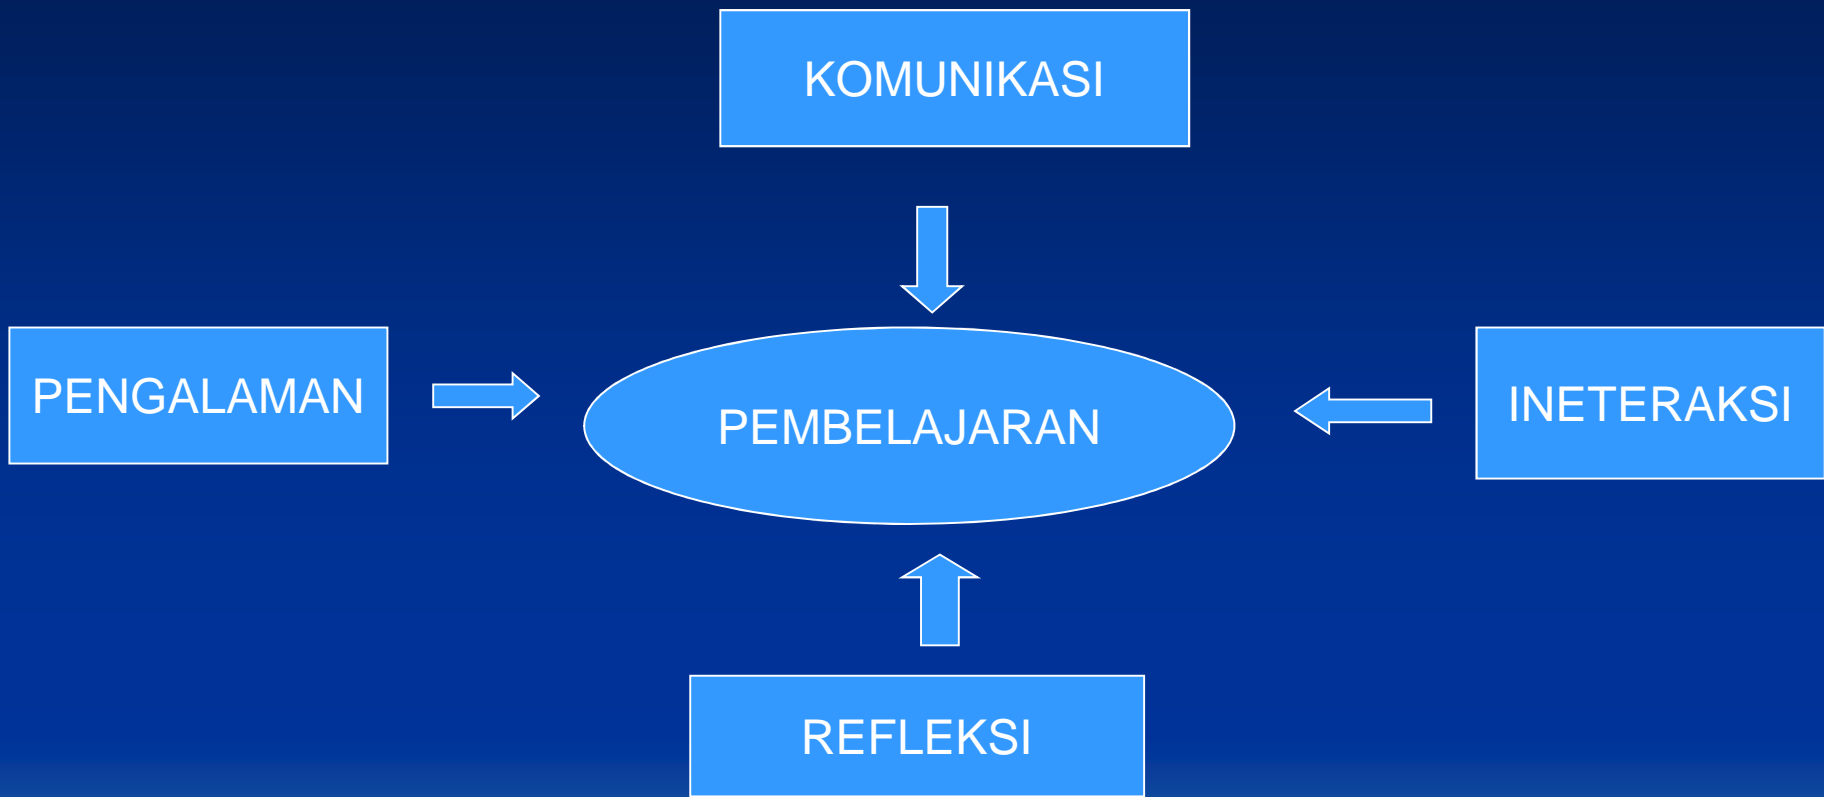 KOMUNIKASI
PENGALAMAN
PEMBELAJARAN
INETERAKSI
REFLEKSI